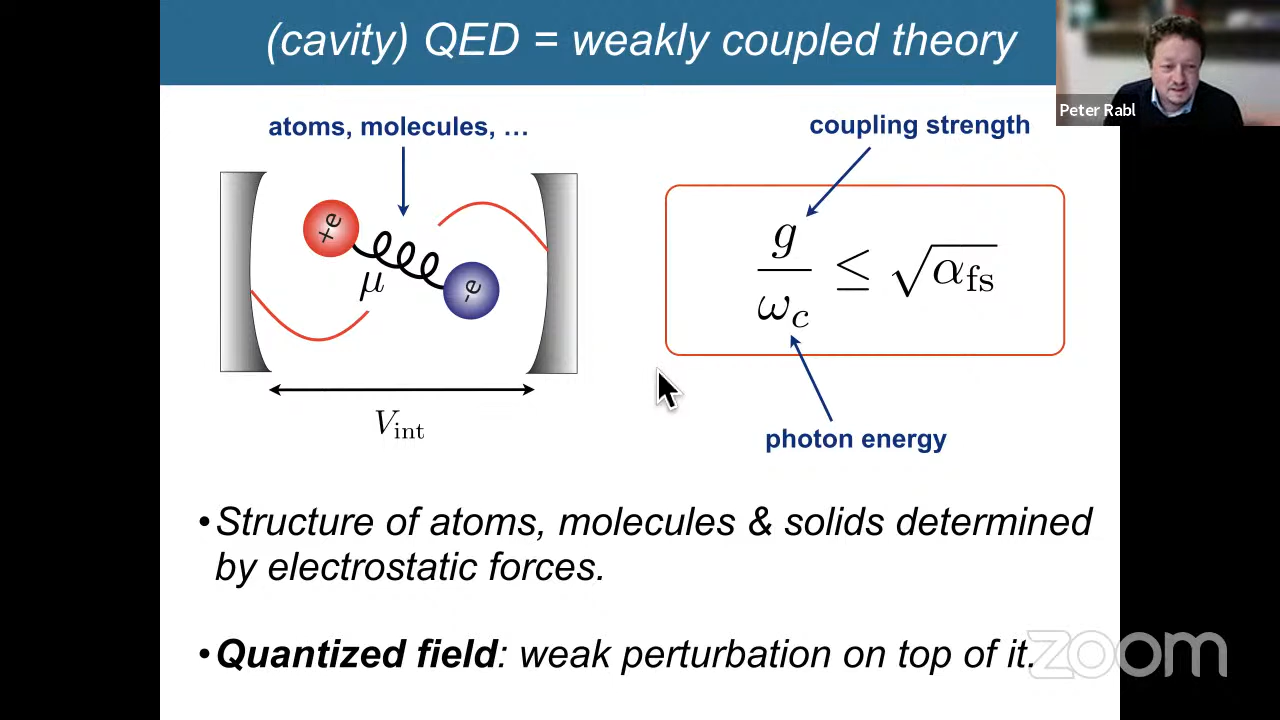 (cavity) QED = weakly coupled theory
Peter Rabl
atoms, molecules, …
coupling strength
+e
μ
-e
g
ω_c
≤ √α_fs
V_int
photon energy
•Structure of atoms, molecules & solids determined
by electrostatic forces.
•Quantized field: weak perturbation on top of it.
zoom